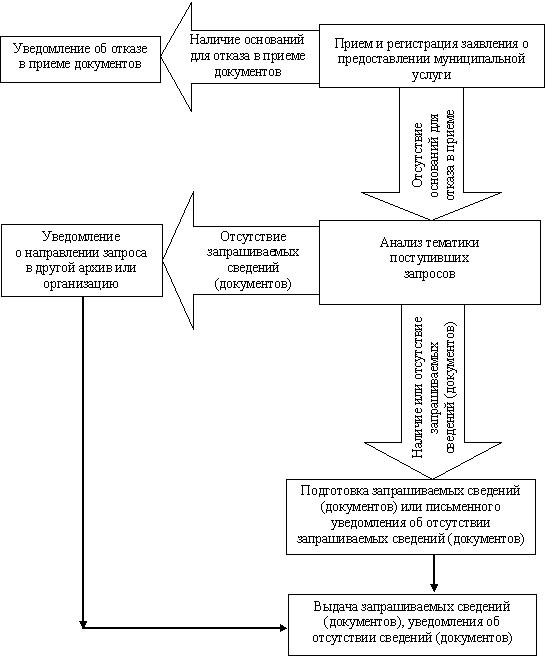 Уведомление об отказе
в приеме документов
Наличие оснований
для отказа в приеме
документов
Прием и регистрация заявления о
предоставлении муниципальной
услуги
Отсутствие
оснований для
отказа в приеме
Уведомление
о направлении запроса
в другой архив или
организацию
Отсутствие
запрашиваемых
сведений
(документов)
Анализ тематики
поступивших
запросов
Наличие или отсутствие
запрашиваемых
сведений (документов)
Подготовка запрашиваемых сведений
(документов) или письменного
уведомления об отсутствии
запрашиваемых сведений (документов)
Выдача запрашиваемых сведений
(документов), уведомления об
отсутствии сведений (документов)